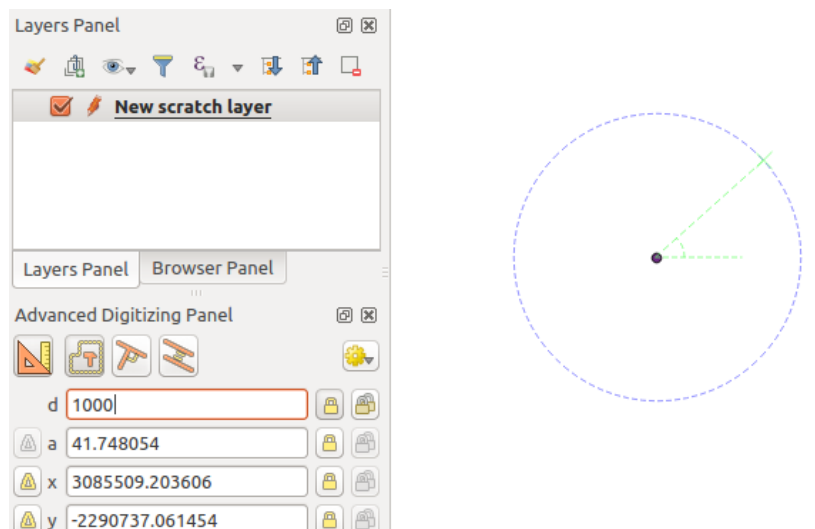 Layers Panel
New scratch layer
Layers Panel
Browser Panel
Advanced Digitizing Panel
d 1000
a 41.748054
x 3085509.203606
y -2290737.061454